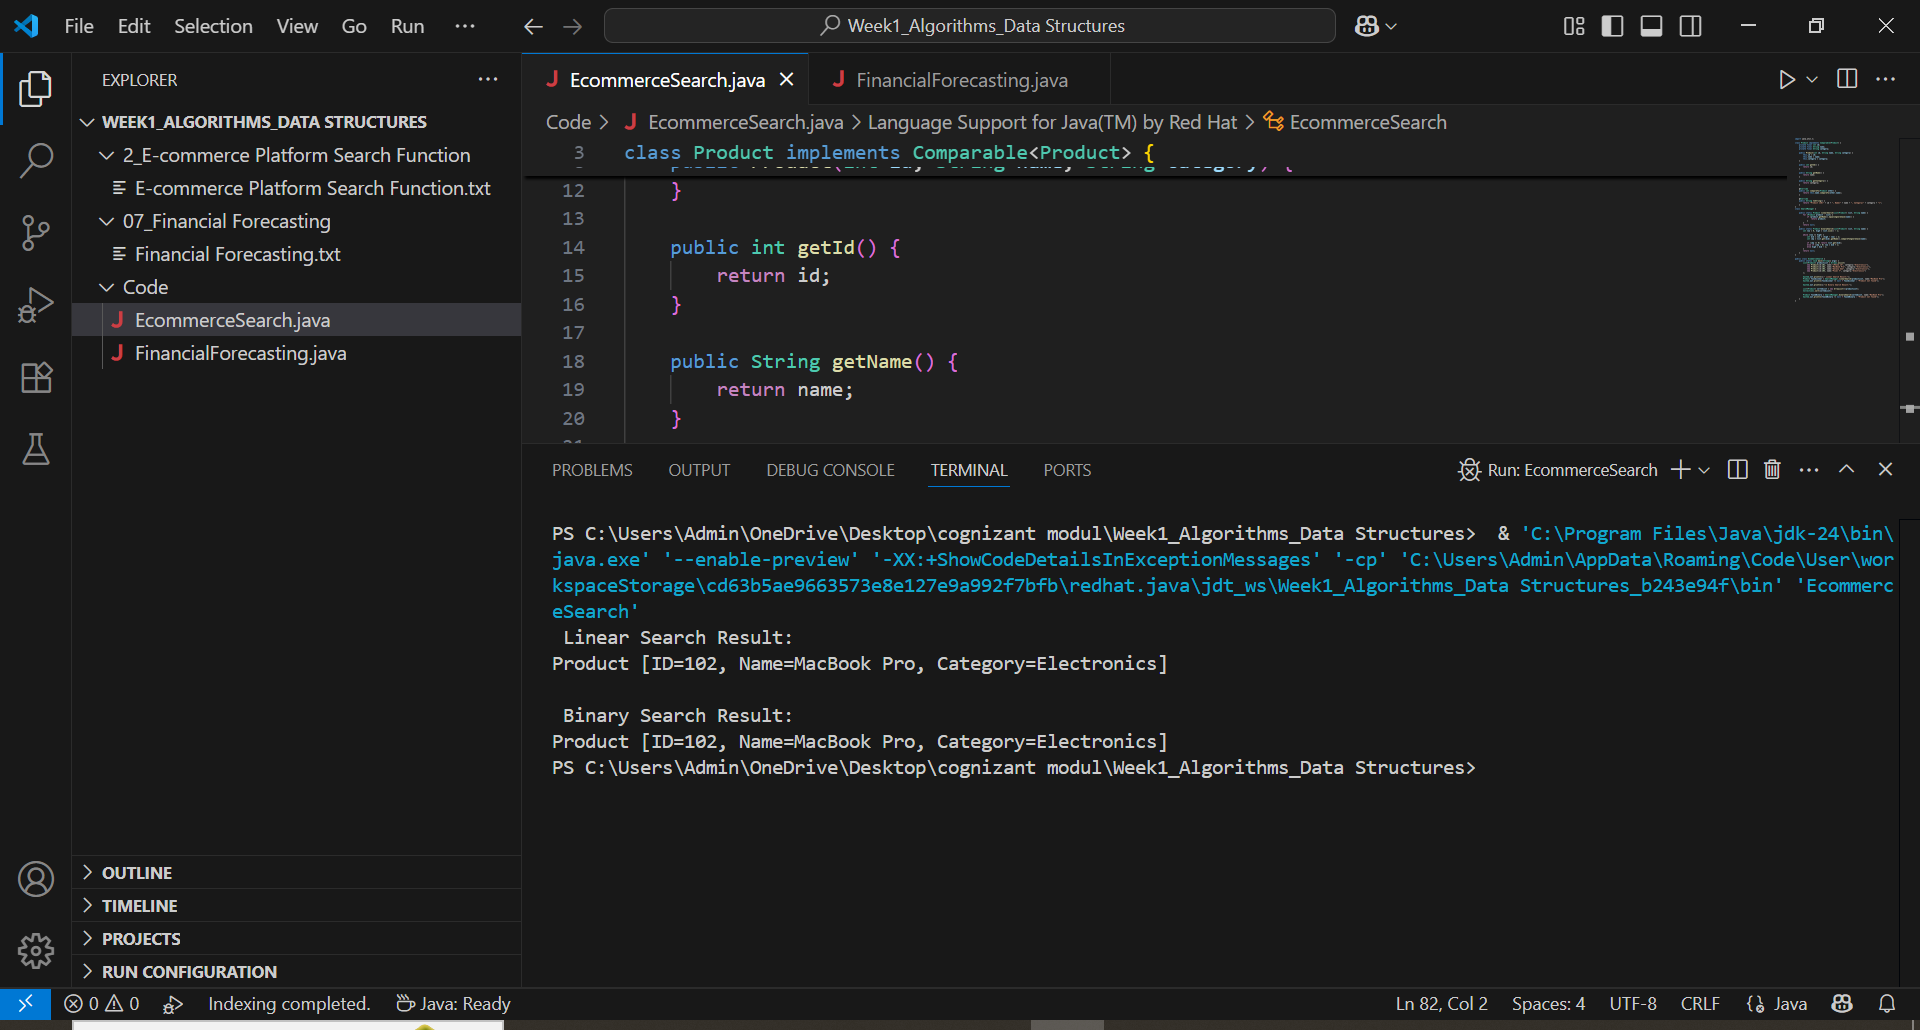 File Edit Selection View Go Run ··· Week1_Algorithms_Data Structures
EXPLORER
WEEK1_ALGORITHMS_DATA STRUCTURES
2_E-commerce Platform Search Function
E-commerce Platform Search Function.txt
07_Financial Forecasting
Financial Forecasting.txt
Code
J EcommerceSearch.java
J FinancialForecasting.java
OUTLINE
TIMELINE
PROJECTS
RUN CONFIGURATION
J EcommerceSearch.java J FinancialForecasting.java
Code > J EcommerceSearch.java > Language Support for Java(TM) by Red Hat > EcommerceSearch
3 class Product implements Comparable<Product> {
12 }
13
14 public int getId() {
15 return id;
16 }
17
18 public String getName() {
19 return name;
20 }
PROBLEMS OUTPUT DEBUG CONSOLE TERMINAL PORTS Run: EcommerceSearch
PS C:\Users\Admin\OneDrive\Desktop\cognizant modul\Week1_Algorithms_Data Structures> & 'C:\Program Files\Java\jdk-24\bin\
java.exe' '--enable-preview' '-XX:+ShowCodeDetailsInExceptionMessages' '-cp' 'C:\Users\Admin\AppData\Roaming\Code\User\wor
kspaceStorage\cd63b5ae9663573e8e127e9a992f7bfb\redhat.java\jdt_ws\Week1_Algorithms_Data Structures_b243e94f\bin' 'Ecommerc
eSearch'
Linear Search Result:
Product [ID=102, Name=MacBook Pro, Category=Electronics]
Binary Search Result:
Product [ID=102, Name=MacBook Pro, Category=Electronics]
PS C:\Users\Admin\OneDrive\Desktop\cognizant modul\Week1_Algorithms_Data Structures>
0 0 Indexing completed. Java: Ready Ln 82, Col 2 Spaces: 4 UTF-8 CRLF Java